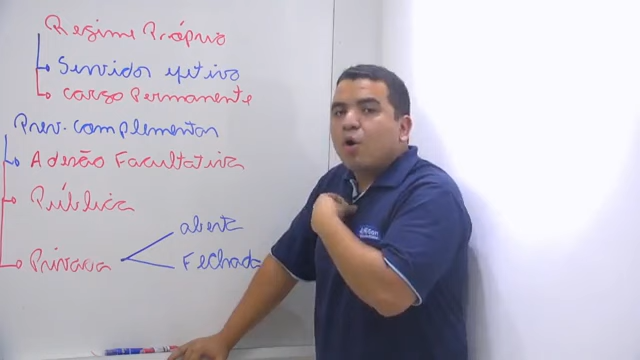 Regime Próprio
Servidor efetivo
cargo Permanente
Prev. complementar
Adesão Facultativa
Pública
Privada
aberta
Fechada